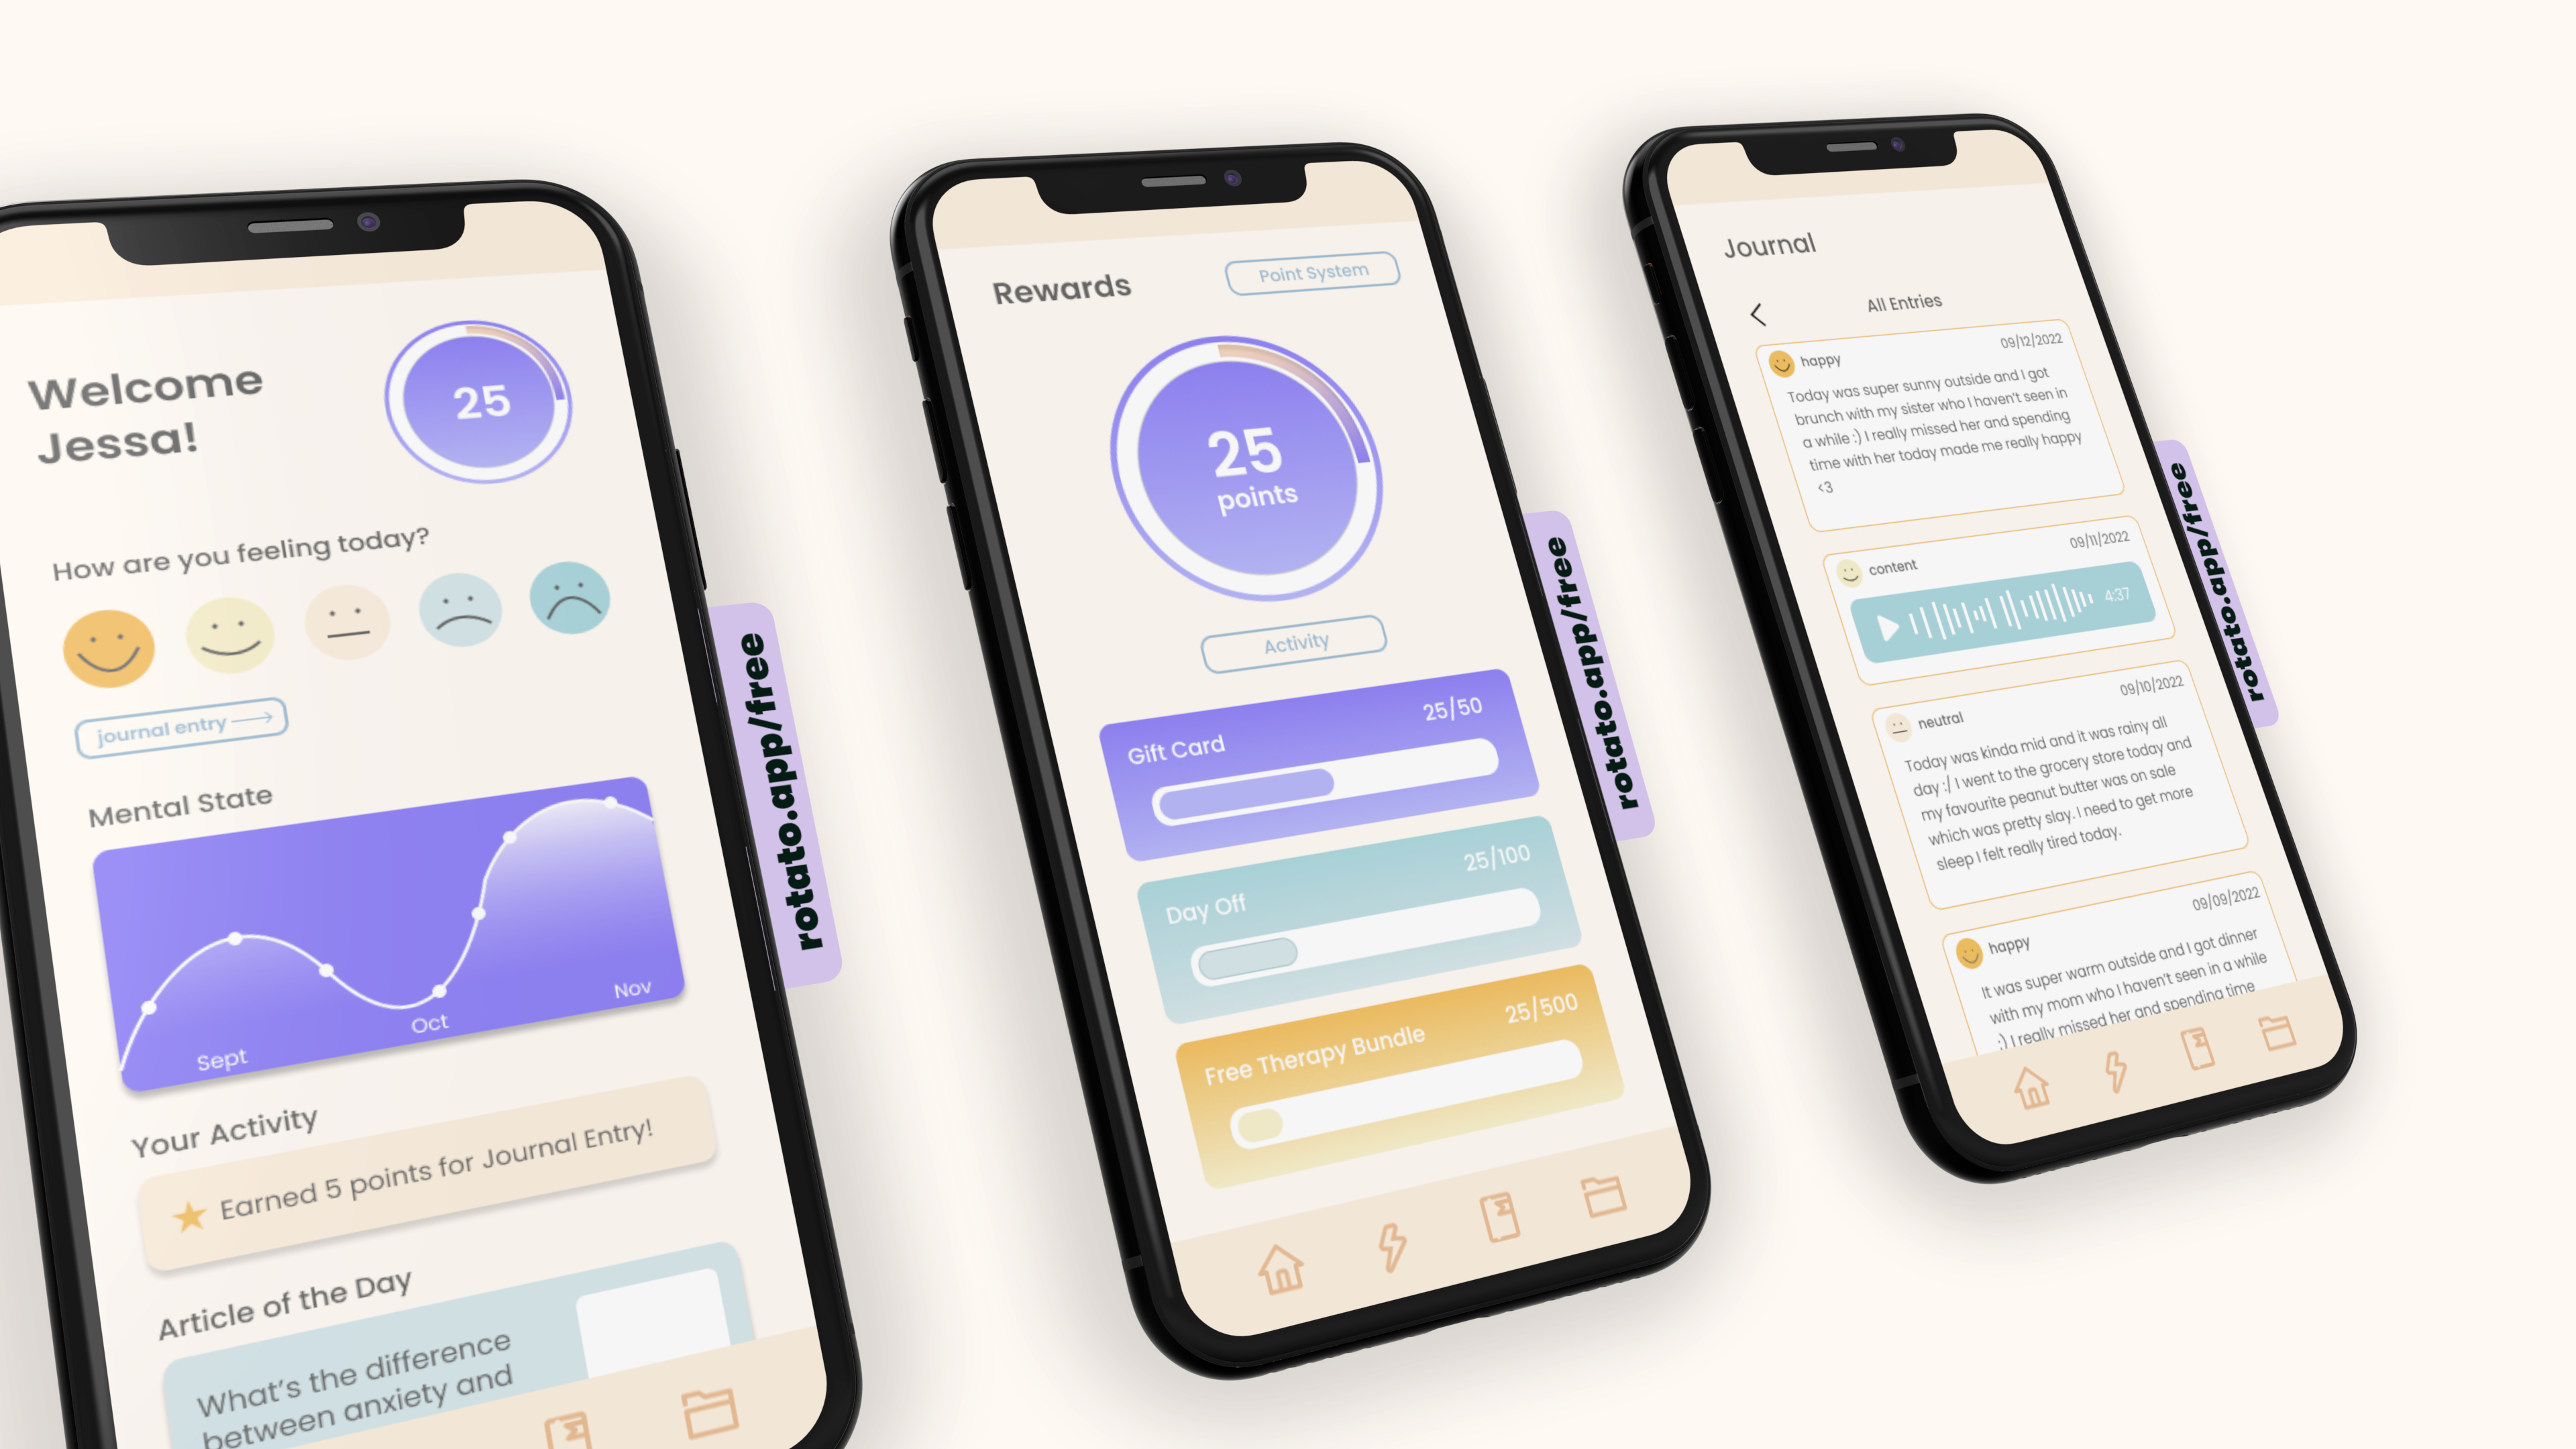 Welcome
Jessa!
25
How are you feeling today?
journal entry
Mental State
Sept
Oct
Nov
Your Activity
Earned 5 points for Journal Entry!
Article of the Day
What's the difference
between anxiety and
rotato.app/free
Rewards
Point System
25
points
Activity
Gift Card
25/50
Day Off
25/100
Free Therapy Bundle
25/500
rotato.app/free
Journal
All Entries
happy
09/12/2022
Today was super sunny outside and I got
brunch with my sister who I haven't seen in
a while :) I really missed her and spending
time with her today made me really happy
<3
content
09/11/2022
4:37
neutral
09/10/2022
Today was kinda mid and it was rainy all
day :/ I went to the grocery store today and
my favourite peanut butter was on sale
which was pretty slay. I need to get more
sleep I felt really tired today.
happy
09/09/2022
It was super warm outside and I got dinner
with my mom who I haven't seen in a while
:) I really missed her and spending time
rotato.app/free